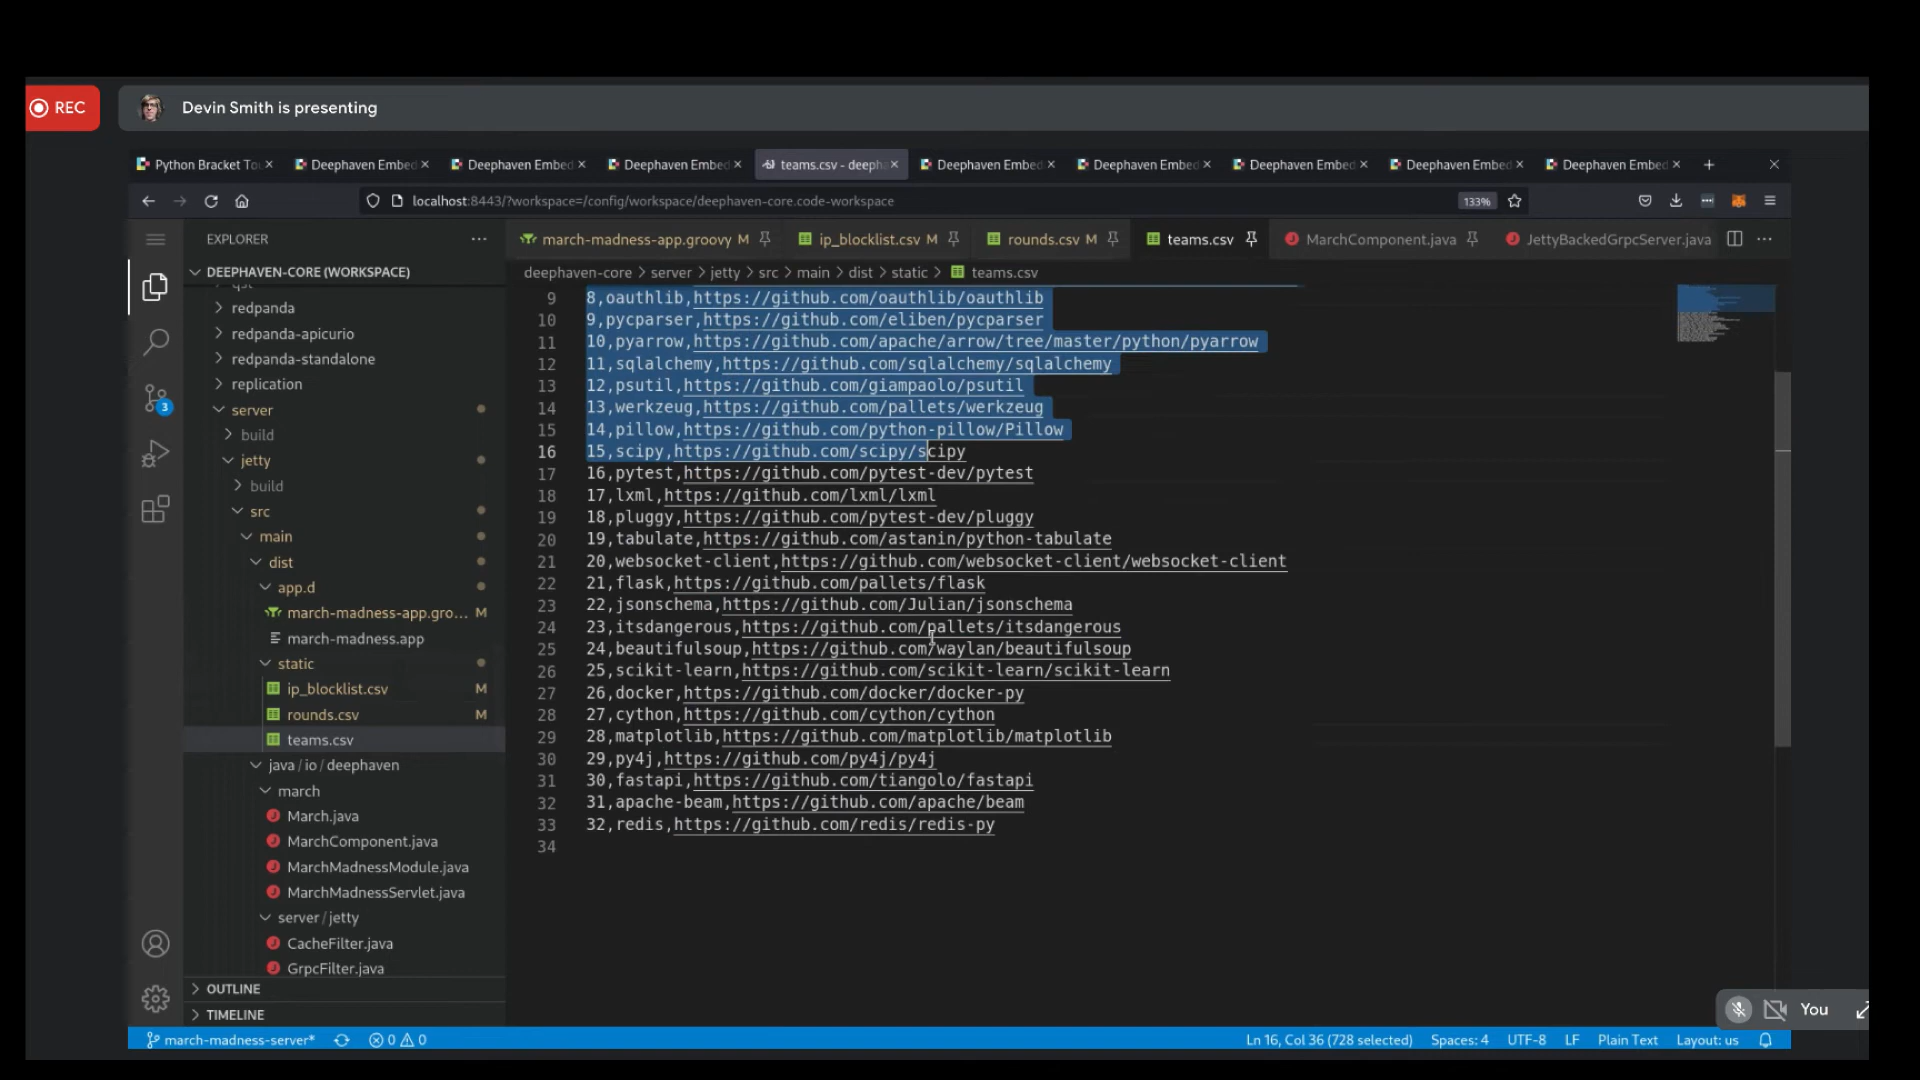 REC
Devin Smith is presenting
Python Bracket To
Deephaven Embed
Deephaven Embed
Deephaven Embed
teams.csv - deeph
Deephaven Embed
Deephaven Embed
Deephaven Embed
Deephaven Embed
Deephaven Embed
localhost:8443/?workspace=/config/workspace/deephaven-core.code-workspace
133%
EXPLORER
march-madness-app.groovy M
ip_blocklist.csv M
rounds.csv M
teams.csv
MarchComponent.java
JettyBackedGrpcServer.java
DEEPHAVEN-CORE (WORKSPACE)
deephaven-core > server > jetty > src > main > dist > static > teams.csv
redpanda
redpanda-apicurio
redpanda-standalone
replication
server
build
jetty
build
src
main
dist
app.d
march-madness-app.gro... M
march-madness.app
static
ip_blocklist.csv M
rounds.csv M
teams.csv
java/io/deephaven
march
March.java
MarchComponent.java
MarchMadnessModule.java
MarchMadnessServlet.java
server/jetty
CacheFilter.java
GrpcFilter.java
OUTLINE
TIMELINE
3
9 8,oauthlib,https://github.com/oauthlib/oauthlib
10 9,pycparser,https://github.com/eliben/pycparser
11 10,pyarrow,https://github.com/apache/arrow/tree/master/python/pyarrow
12 11,sqlalchemy,https://github.com/sqlalchemy/sqlalchemy
13 12,psutil,https://github.com/giampaolo/psutil
14 13,werkzeug,https://github.com/pallets/werkzeug
15 14,pillow,https://github.com/python-pillow/Pillow
16 15,scipy,https://github.com/scipy/scipy
17 16,pytest,https://github.com/pytest-dev/pytest
18 17,lxml,https://github.com/lxml/lxml
19 18,pluggy,https://github.com/pytest-dev/pluggy
20 19,tabulate,https://github.com/astanin/python-tabulate
21 20,websocket-client,https://github.com/websocket-client/websocket-client
22 21,flask,https://github.com/pallets/flask
23 22,jsonschema,https://github.com/Julian/jsonschema
24 23,itsdangerous,https://github.com/pallets/itsdangerous
25 24,beautifulsoup,https://github.com/waylan/beautifulsoup
26 25,scikit-learn,https://github.com/scikit-learn/scikit-learn
27 26,docker,https://github.com/docker/docker-py
28 27,cython,https://github.com/cython/cython
29 28,matplotlib,https://github.com/matplotlib/matplotlib
30 29,py4j,https://github.com/py4j/py4j
31 30,fastapi,https://github.com/tiangolo/fastapi
32 31,apache-beam,https://github.com/apache/beam
33 32,redis,https://github.com/redis/redis-py
34
You
march-madness-server*
0 0
Ln 16, Col 36 (728 selected)
Spaces: 4
UTF-8
LF
Plain Text
Layout: us